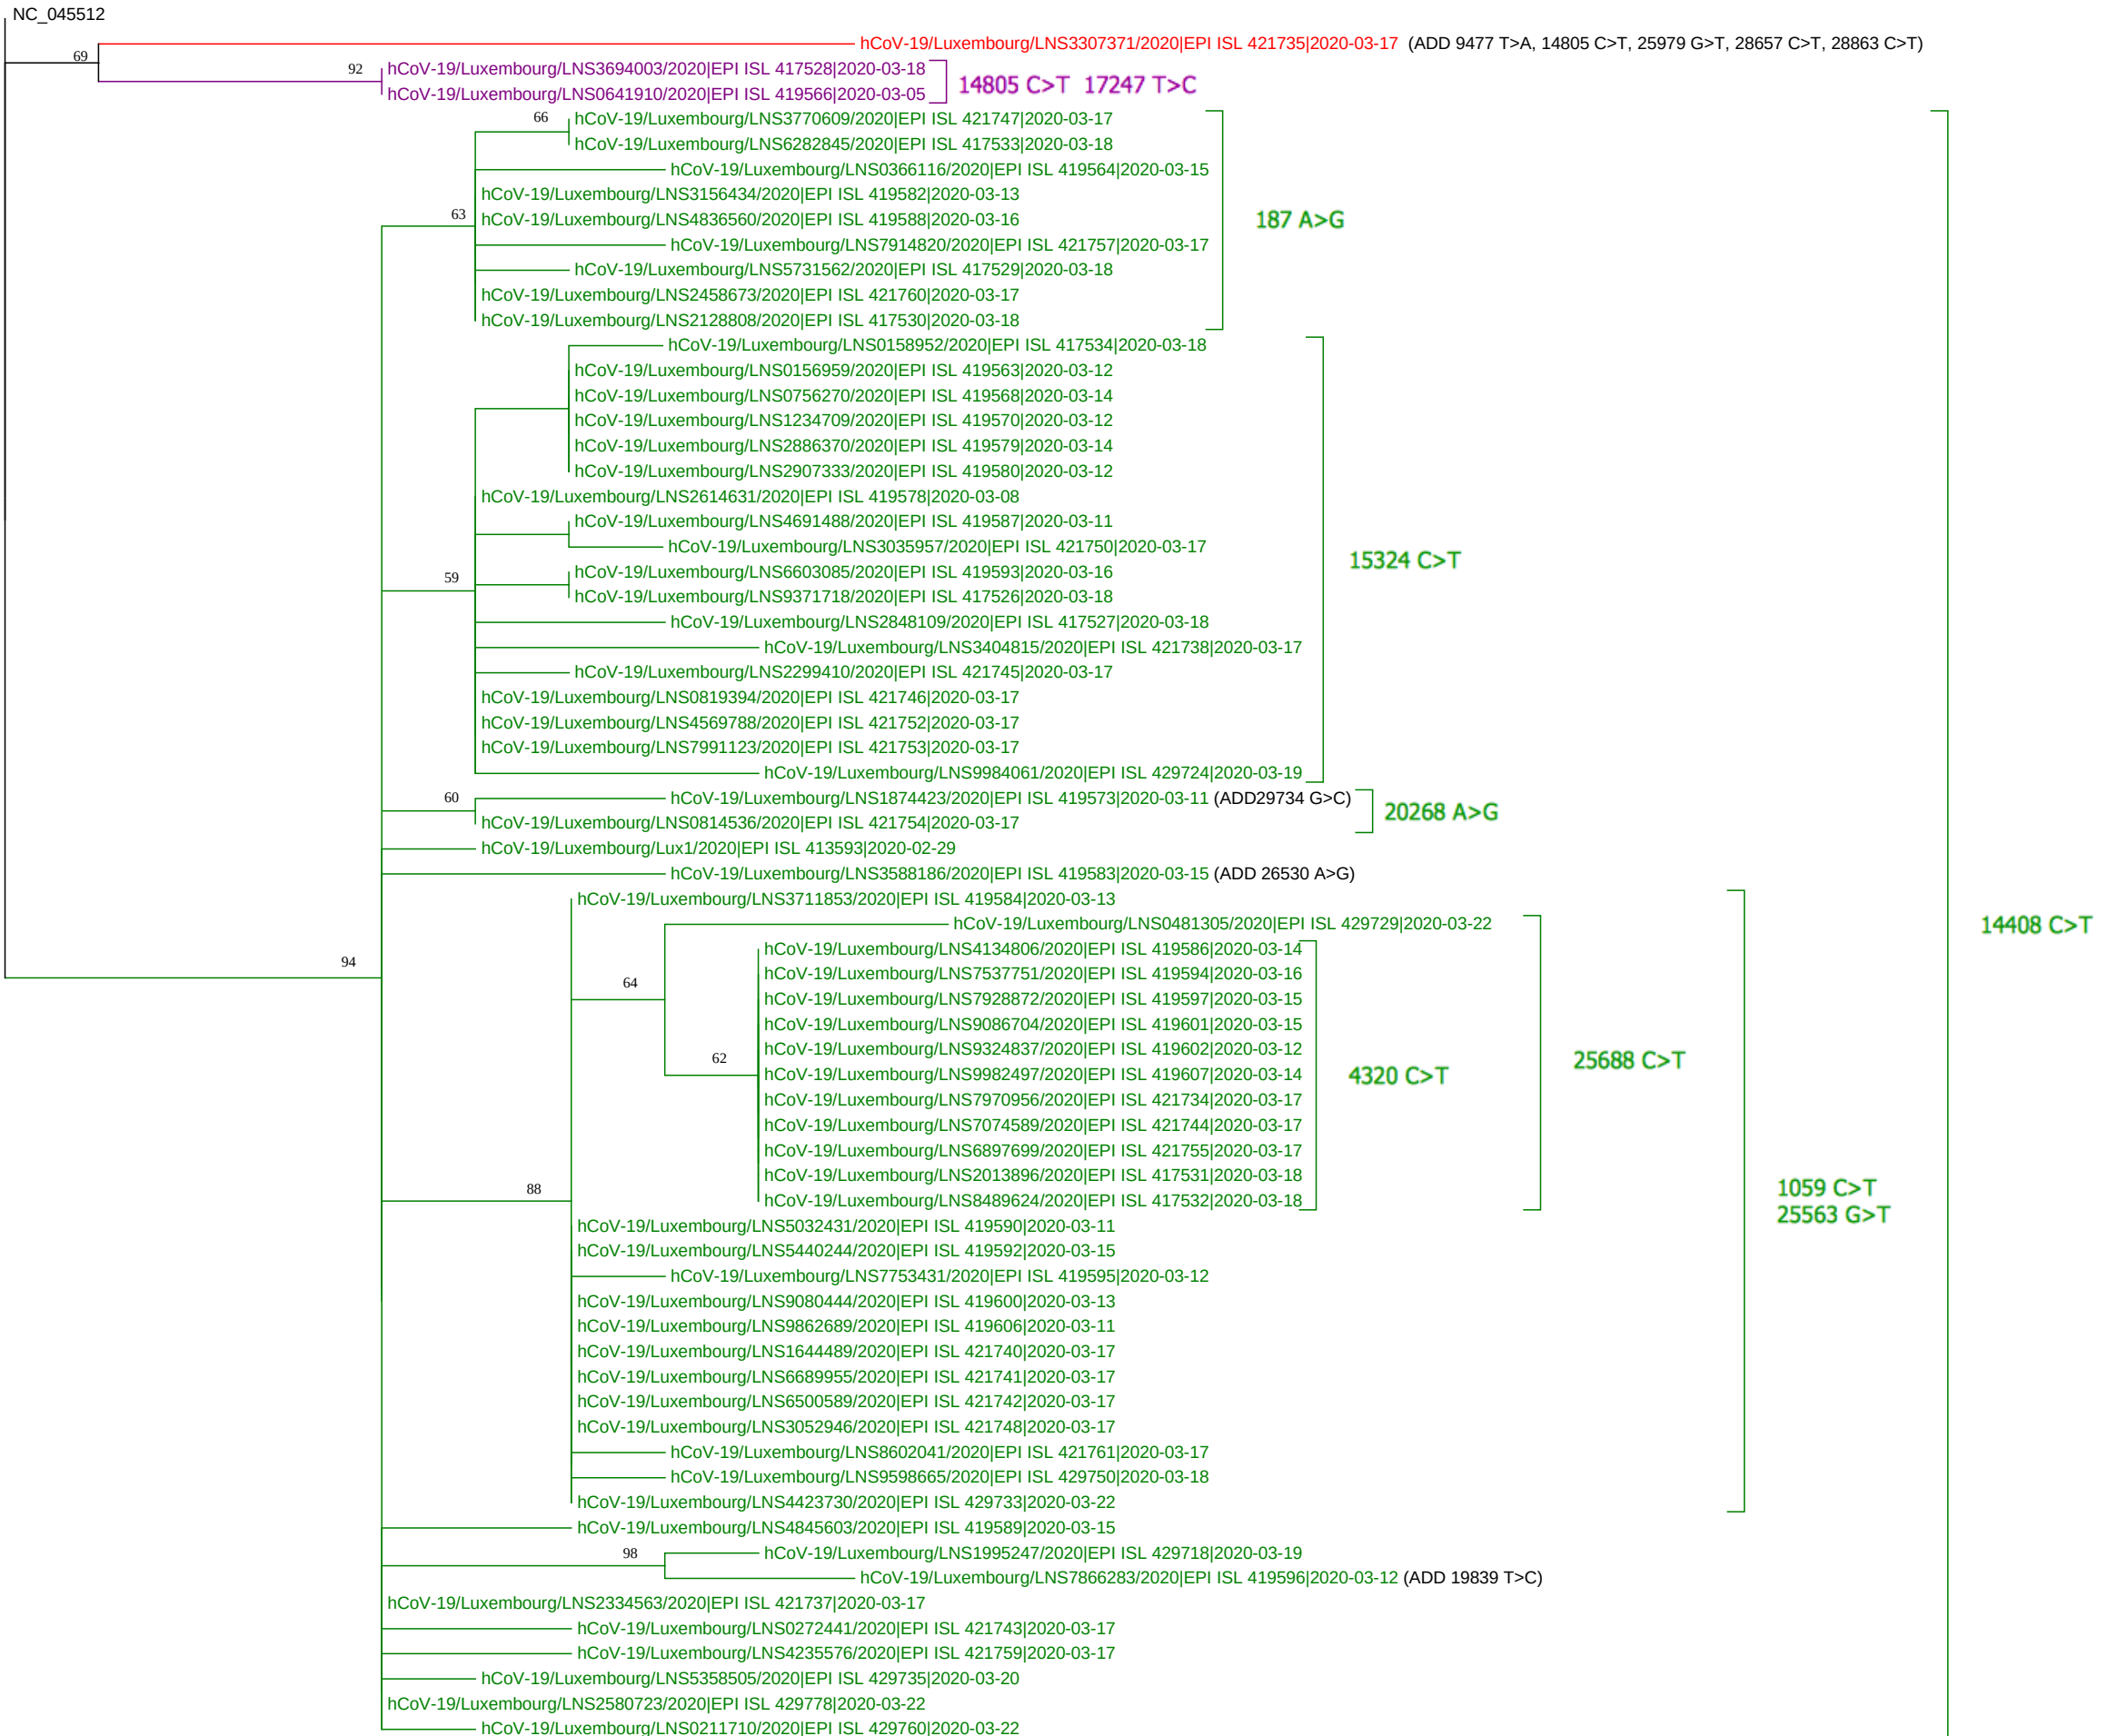 NC_045512
69
hCoV-19/Luxembourg/LNS3307371/2020|EPI ISL 421735|2020-03-17 (ADD 9477 T>A, 14805 C>T, 25979 G>T, 28657 C>T, 28863 C>T)
92
hCoV-19/Luxembourg/LNS3694003/2020|EPI ISL 417528|2020-03-18
14805 C>T 17247 T>C
hCoV-19/Luxembourg/LNS0641910/2020|EPI ISL 419566|2020-03-05
66
hCoV-19/Luxembourg/LNS3770609/2020|EPI ISL 421747|2020-03-17
hCoV-19/Luxembourg/LNS6282845/2020|EPI ISL 417533|2020-03-18
hCoV-19/Luxembourg/LNS0366116/2020|EPI ISL 419564|2020-03-15
hCoV-19/Luxembourg/LNS3156434/2020|EPI ISL 419582|2020-03-13
63
hCoV-19/Luxembourg/LNS4836560/2020|EPI ISL 419588|2020-03-16
187 A>G
hCoV-19/Luxembourg/LNS7914820/2020|EPI ISL 421757|2020-03-17
hCoV-19/Luxembourg/LNS5731562/2020|EPI ISL 417529|2020-03-18
hCoV-19/Luxembourg/LNS2458673/2020|EPI ISL 421760|2020-03-17
hCoV-19/Luxembourg/LNS2128808/2020|EPI ISL 417530|2020-03-18
hCoV-19/Luxembourg/LNS0158952/2020|EPI ISL 417534|2020-03-18
hCoV-19/Luxembourg/LNS0156959/2020|EPI ISL 419563|2020-03-12
hCoV-19/Luxembourg/LNS0756270/2020|EPI ISL 419568|2020-03-14
hCoV-19/Luxembourg/LNS1234709/2020|EPI ISL 419570|2020-03-12
hCoV-19/Luxembourg/LNS2886370/2020|EPI ISL 419579|2020-03-14
hCoV-19/Luxembourg/LNS2907333/2020|EPI ISL 419580|2020-03-12
hCoV-19/Luxembourg/LNS2614631/2020|EPI ISL 419578|2020-03-08
hCoV-19/Luxembourg/LNS4691488/2020|EPI ISL 419587|2020-03-11
hCoV-19/Luxembourg/LNS3035957/2020|EPI ISL 421750|2020-03-17
15324 C>T
59
hCoV-19/Luxembourg/LNS6603085/2020|EPI ISL 419593|2020-03-16
hCoV-19/Luxembourg/LNS9371718/2020|EPI ISL 417526|2020-03-18
hCoV-19/Luxembourg/LNS2848109/2020|EPI ISL 417527|2020-03-18
hCoV-19/Luxembourg/LNS3404815/2020|EPI ISL 421738|2020-03-17
hCoV-19/Luxembourg/LNS2299410/2020|EPI ISL 421745|2020-03-17
hCoV-19/Luxembourg/LNS0819394/2020|EPI ISL 421746|2020-03-17
hCoV-19/Luxembourg/LNS4569788/2020|EPI ISL 421752|2020-03-17
hCoV-19/Luxembourg/LNS7991123/2020|EPI ISL 421753|2020-03-17
hCoV-19/Luxembourg/LNS9984061/2020|EPI ISL 429724|2020-03-19
60
hCoV-19/Luxembourg/LNS1874423/2020|EPI ISL 419573|2020-03-11 (ADD29734 G>C)
20268 A>G
hCoV-19/Luxembourg/LNS0814536/2020|EPI ISL 421754|2020-03-17
hCoV-19/Luxembourg/Lux1/2020|EPI ISL 413593|2020-02-29
hCoV-19/Luxembourg/LNS3588186/2020|EPI ISL 419583|2020-03-15 (ADD 26530 A>G)
hCoV-19/Luxembourg/LNS3711853/2020|EPI ISL 419584|2020-03-13
hCoV-19/Luxembourg/LNS0481305/2020|EPI ISL 429729|2020-03-22
14408 C>T
hCoV-19/Luxembourg/LNS4134806/2020|EPI ISL 419586|2020-03-14
94
hCoV-19/Luxembourg/LNS7537751/2020|EPI ISL 419594|2020-03-16
64
hCoV-19/Luxembourg/LNS7928872/2020|EPI ISL 419597|2020-03-15
hCoV-19/Luxembourg/LNS9086704/2020|EPI ISL 419601|2020-03-15
62
hCoV-19/Luxembourg/LNS9324837/2020|EPI ISL 419602|2020-03-12
25688 C>T
hCoV-19/Luxembourg/LNS9982497/2020|EPI ISL 419607|2020-03-14
4320 C>T
hCoV-19/Luxembourg/LNS7970956/2020|EPI ISL 421734|2020-03-17
hCoV-19/Luxembourg/LNS7074589/2020|EPI ISL 421744|2020-03-17
hCoV-19/Luxembourg/LNS6897699/2020|EPI ISL 421755|2020-03-17
hCoV-19/Luxembourg/LNS2013896/2020|EPI ISL 417531|2020-03-18
88
1059 C>T
hCoV-19/Luxembourg/LNS8489624/2020|EPI ISL 417532|2020-03-18
25563 G>T
hCoV-19/Luxembourg/LNS5032431/2020|EPI ISL 419590|2020-03-11
hCoV-19/Luxembourg/LNS5440244/2020|EPI ISL 419592|2020-03-15
hCoV-19/Luxembourg/LNS7753431/2020|EPI ISL 419595|2020-03-12
hCoV-19/Luxembourg/LNS9080444/2020|EPI ISL 419600|2020-03-13
hCoV-19/Luxembourg/LNS9862689/2020|EPI ISL 419606|2020-03-11
hCoV-19/Luxembourg/LNS1644489/2020|EPI ISL 421740|2020-03-17
hCoV-19/Luxembourg/LNS6689955/2020|EPI ISL 421741|2020-03-17
hCoV-19/Luxembourg/LNS6500589/2020|EPI ISL 421742|2020-03-17
hCoV-19/Luxembourg/LNS3052946/2020|EPI ISL 421748|2020-03-17
hCoV-19/Luxembourg/LNS8602041/2020|EPI ISL 421761|2020-03-17
hCoV-19/Luxembourg/LNS9598665/2020|EPI ISL 429750|2020-03-18
hCoV-19/Luxembourg/LNS4423730/2020|EPI ISL 429733|2020-03-22
hCoV-19/Luxembourg/LNS4845603/2020|EPI ISL 419589|2020-03-15
98
hCoV-19/Luxembourg/LNS1995247/2020|EPI ISL 429718|2020-03-19
hCoV-19/Luxembourg/LNS7866283/2020|EPI ISL 419596|2020-03-12 (ADD 19839 T>C)
hCoV-19/Luxembourg/LNS2334563/2020|EPI ISL 421737|2020-03-17
hCoV-19/Luxembourg/LNS0272441/2020|EPI ISL 421743|2020-03-17
hCoV-19/Luxembourg/LNS4235576/2020|EPI ISL 421759|2020-03-17
hCoV-19/Luxembourg/LNS5358505/2020|EPI ISL 429735|2020-03-20
hCoV-19/Luxembourg/LNS2580723/2020|EPI ISL 429778|2020-03-22
hCoV-19/Luxembourg/LNS0211710/2020|EPI ISL 429760|2020-03-22